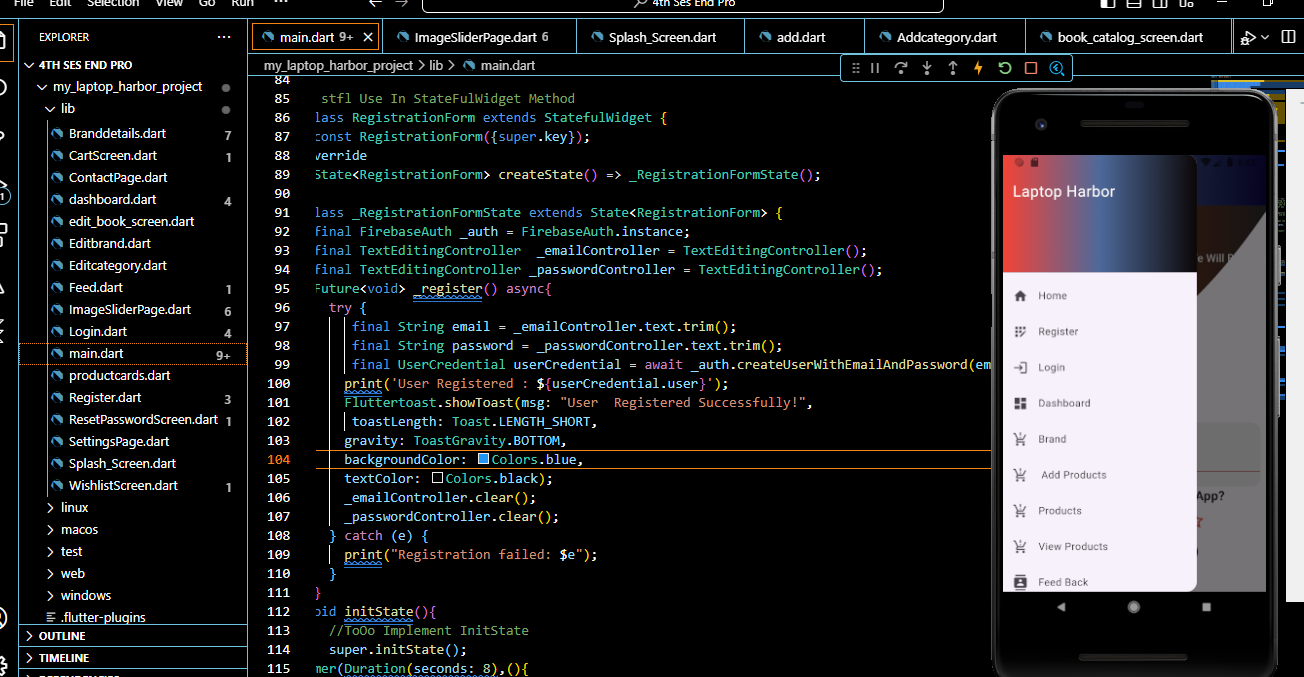 File Edit Selection View Go Run ... 4th Ses End Pro
EXPLORER ...
main.dart 9+ ImageSliderPage.dart 6 Splash_Screen.dart add.dart Addcategory.dart book_catalog_screen.dart
my_laptop_harbor_project > lib > main.dart
4TH SES END PRO
my_laptop_harbor_project
lib
Branddetails.dart 7
CartScreen.dart 1
ContactPage.dart
dashboard.dart 4
edit_book_screen.dart
Editbrand.dart
Editcategory.dart
Feed.dart 1
ImageSliderPage.dart 6
Login.dart 4
main.dart 9+
productcards.dart
Register.dart 3
ResetPasswordScreen.dart 1
SettingsPage.dart
Splash_Screen.dart
WishlistScreen.dart 1
linux
macos
test
web
windows
.flutter-plugins
OUTLINE
TIMELINE
84
85 stfl Use In StateFulWidget Method
86 lass RegistrationForm extends StatefulWidget {
87 const RegistrationForm({super.key});
88 verride
89 State<RegistrationForm> createState() => _RegistrationFormState();
90
91 lass _RegistrationFormState extends State<RegistrationForm> {
92 final FirebaseAuth _auth = FirebaseAuth.instance;
93 final TextEditingController  _emailController = TextEditingController();
94 final TextEditingController _passwordController = TextEditingController();
95 Future<void> _register() async{
96 try {
97 final String email = _emailController.text.trim();
98 final String password = _passwordController.text.trim();
99 final UserCredential userCredential = await _auth.createUserWithEmailAndPassword(em
100 print('User Registered : ${userCredential.user}');
101 Fluttertoast.showToast(msg: "User  Registered Successfully!",
102 toastLength: Toast.LENGTH_SHORT,
103 gravity: ToastGravity.BOTTOM,
104 backgroundColor: Colors.blue,
105 textColor: Colors.black);
106 _emailController.clear();
107 _passwordController.clear();
108 } catch (e) {
109 print("Registration failed: $e");
110 }
111 }
112 oid initState(){
113 //ToOo Implement InitState
114 super.initState();
115 mer(Duration(seconds: 8),(){
Laptop Harbor
Home
Register
Login
Dashboard
Brand
Add Products
Products
View Products
Feed Back
e Will
App?